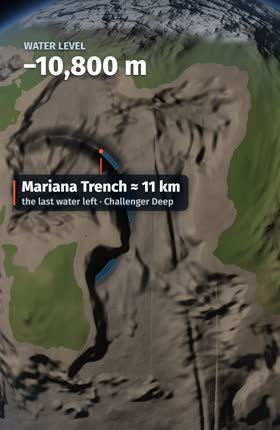 WATER LEVEL
–10,800 m
Mariana Trench ≈ 11 km
the last water left · Challenger Deep